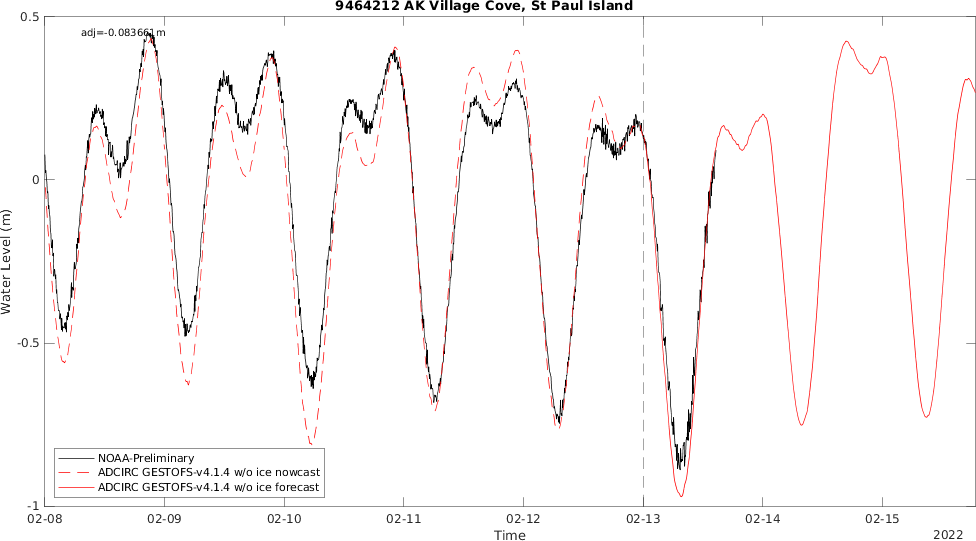 9464212 AK Village Cove, St Paul Island
adj=-0.083661m
0.5
0
-0.5
-1
Water Level (m)
NOAA-Preliminary
ADCIRC GESTOFS-v4.1.4 w/o ice nowcast
ADCIRC GESTOFS-v4.1.4 w/o ice forecast
02-08 02-09 02-10 02-11 02-12 02-13 02-14 02-15
Time
2022